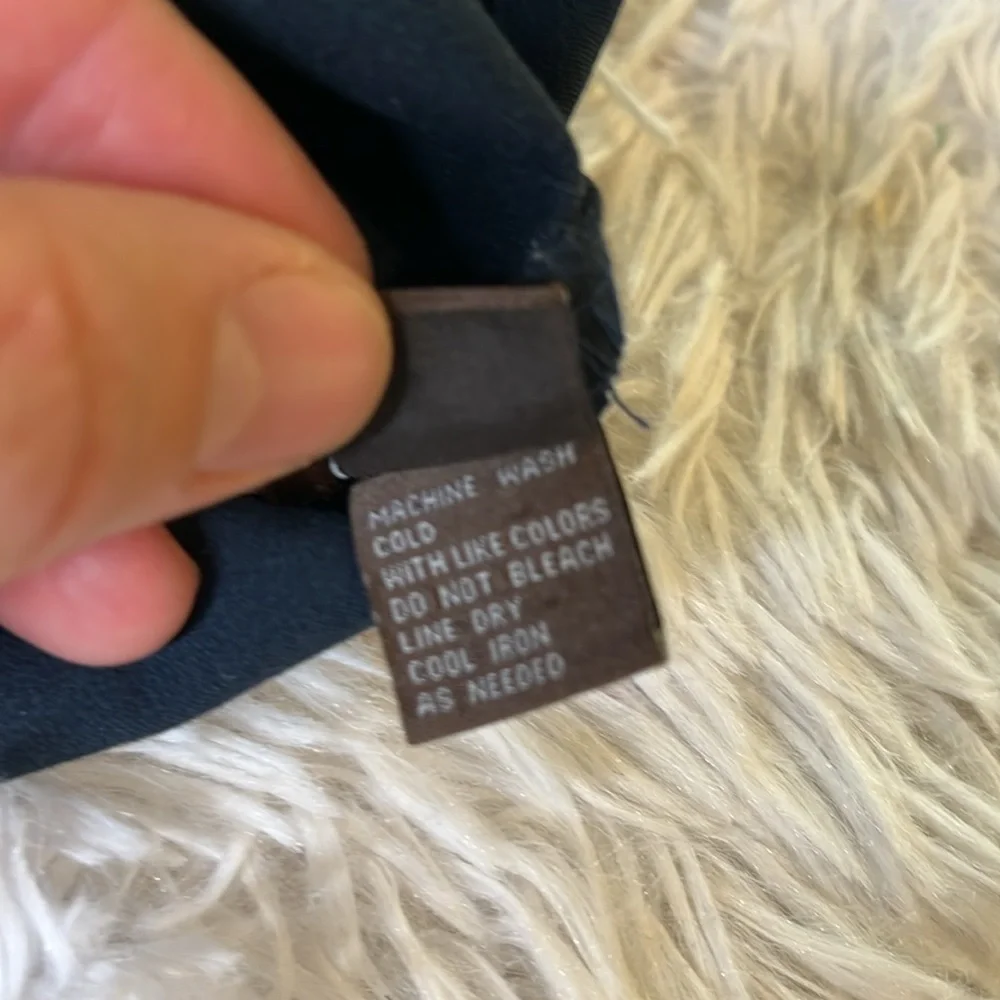 MACHINE WASH
COLD
WITH LIKE COLORS
DO NOT BLEACH
LINE DRY
COOL IRON
AS NEEDED